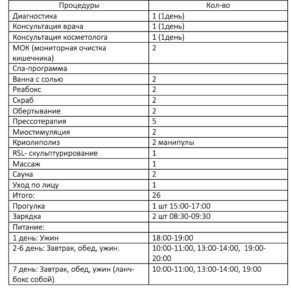 Процедуры Кол-во
Диагностика 1 (1день)
Консультация врача 1 (1день)
Консультация косметолога 1 (1день)
МОК (мониторная очистка 2
кишечника)
Спа-программа
Ванна с солью 2
Реабокс 2
Скраб 2
Обертывание 2
Прессотерапия 5
Миостимуляция 2
Криолиполиз 2 манипулы
RSL- скульптурирование 1
Массаж 1
Сауна 2
Уход по лицу 1
Итого: 26
Прогулка 1 шт 15:00-17:00
Зарядка 2 шт 08:30-09:30
Питание:
1 день: Ужин 18:00-19:00
2-6 день: Завтрак, обед, ужин. 10:00-11:00, 13:00-14:00, 19:00-
20:00
7 день: Завтрак, обед, ужин (ланч- 10:00-11:00, 13:00-14:00, 19:00
бокс собой)